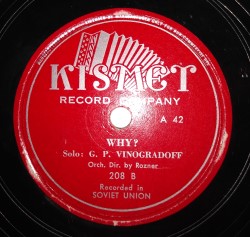 KISMET
RECORD COMPANY
A 42
WHY?
Solo: G. P. VINOGRADOFF
Orch. Dir. by Rozner
208 B
Recorded in
SOVIET UNION